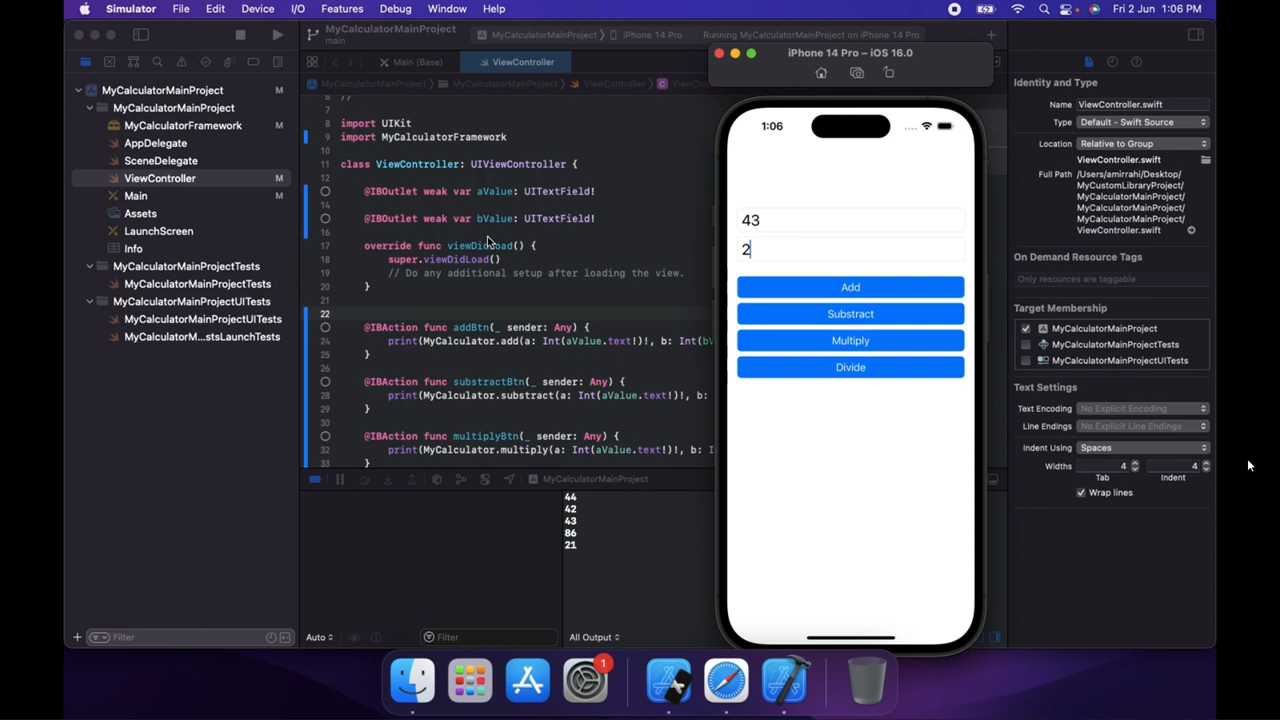 Simulator File Edit Device I/O Features Debug Window Help Fri 2 Jun 1:06 PM
MyCalculatorMainProject
main
MyCalculatorMainProject iPhone 14 Pro Running MyCalculatorMainProject on iPhone 14 Pro
Main (Base) ViewController
MyCalculatorMainProject MyCalculatorMainProject ViewController
MyCalculatorMainProject M
MyCalculatorMainProject
MyCalculatorFramework M
AppDelegate
SceneDelegate
ViewController M
Main M
Assets
LaunchScreen
Info
MyCalculatorMainProjectTests
MyCalculatorMainProjectTests
MyCalculatorMainProjectUITests
MyCalculatorMainProjectUITests
MyCalculatorM...stsLaunchTests
Filter
6 //
7
8 import UIKit
9 import MyCalculatorFramework
10
11 class ViewController: UIViewController {
12
@IBOutlet weak var aValue: UITextField!
14
@IBOutlet weak var bValue: UITextField!
16
17 override func viewDidLoad() {
18 super.viewDidLoad()
19 // Do any additional setup after loading the view.
20 }
21
22
@IBAction func addBtn(_ sender: Any) {
24 print(MyCalculator.add(a: Int(aValue.text!)!, b: Int(bV
25 }
26
@IBAction func substractBtn(_ sender: Any) {
28 print(MyCalculator.substract(a: Int(aValue.text!)!, b:
29 }
30
@IBAction func multiplyBtn(_ sender: Any) {
32 print(MyCalculator.multiply(a: Int(aValue.text!)!, b: I
33 }
MyCalculatorMainProject
44
42
43
86
21
Auto
Filter
All Output
iPhone 14 Pro – iOS 16.0
1:06
43
2
Add
Substract
Multiply
Divide
Identity and Type
Name ViewController.swift
Type Default - Swift Source
Location Relative to Group
ViewController.swift
Full Path /Users/amirrahi/Desktop/
MyCustomLibraryProject/
MyCalculatorMainProject/
MyCalculatorMainProject/
MyCalculatorMainProject/
ViewController.swift
On Demand Resource Tags
Only resources are taggable
Target Membership
MyCalculatorMainProject
MyCalculatorMainProjectTests
MyCalculatorMainProjectUITests
Text Settings
Text Encoding No Explicit Encoding
Line Endings No Explicit Line Endings
Indent Using Spaces
Widths 4 4
Tab Indent
Wrap lines
1